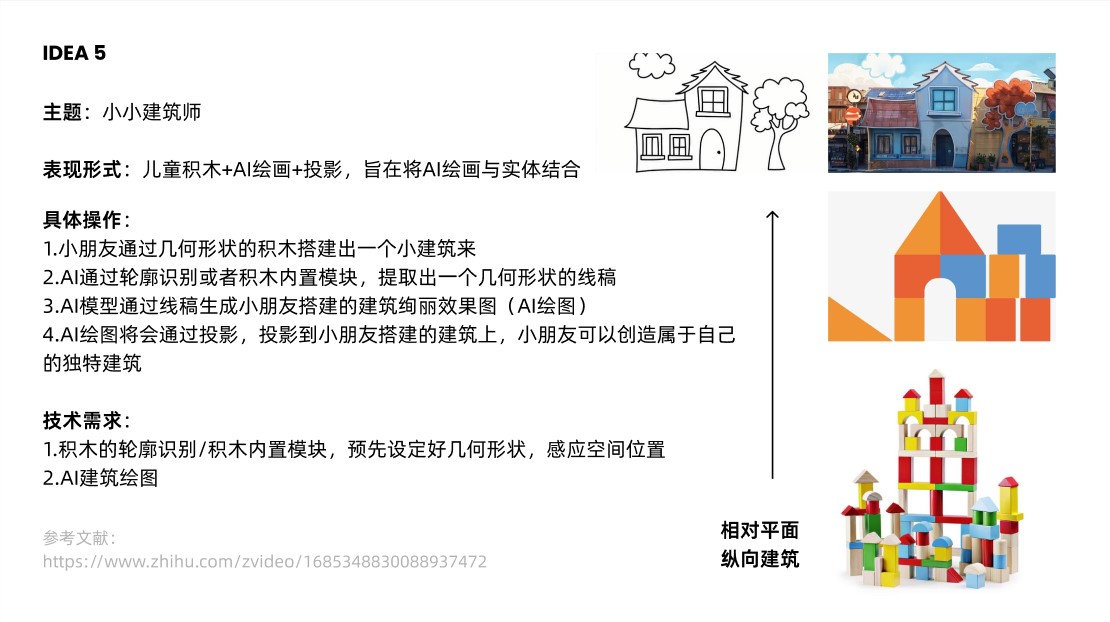 IDEA 5
主题：小小建筑师
表现形式：儿童积木+AI绘画+投影，旨在将AI绘画与实体结合
具体操作：
1.小朋友通过几何形状的积木搭建出一个小建筑来
2.AI通过轮廓识别或者积木内置模块，提取出一个几何形状的线稿
3.AI模型通过线稿生成小朋友搭建的建筑绚丽效果图（AI绘图）
4.AI绘图将会通过投影，投影到小朋友搭建的建筑上，小朋友可以创造属于自己
的独特建筑
技术需求：
1.积木的轮廓识别/积木内置模块，预先设定好几何形状，感应空间位置
2.AI建筑绘图
参考文献：
https://www.zhihu.com/zvideo/1685348830088937472
相对平面
纵向建筑